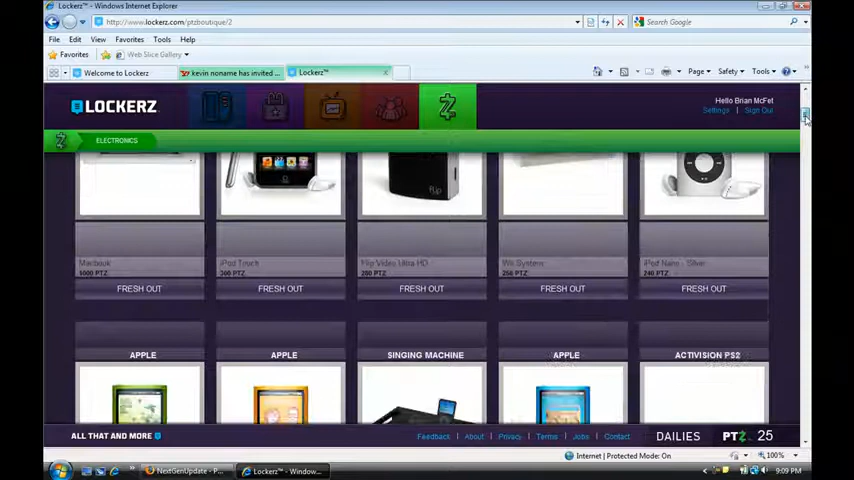 Lockerz™ - Windows Internet Explorer
http://www.lockerz.com/ptzboutique/2
Google
File Edit View Favorites Tools Help
Favorites Web Slice Gallery
Welcome to Lockerz kevin noname has invited ... Lockerz™
Page Safety Tools
LOCKERZ
Hello Brian McFet
Settings | Sign Out
ELECTRONICS
flip
Macbook iPod Touch Flip Video Ultra HD Wii System iPod Nano - Silver
1000 PTZ. 300 PTZ. 280 PTZ. 256 PTZ. 240 PTZ.
FRESH OUT FRESH OUT FRESH OUT FRESH OUT FRESH OUT
APPLE APPLE SINGING MACHINE APPLE ACTIVISION PS2
ALL THAT AND MORE Feedback | About | Privacy | Terms | Jobs | Contact DAILIES PTZ 25
Internet | Protected Mode: On 100%
NextGenUpdate - P... Lockerz™ - Window... 9:09 PM